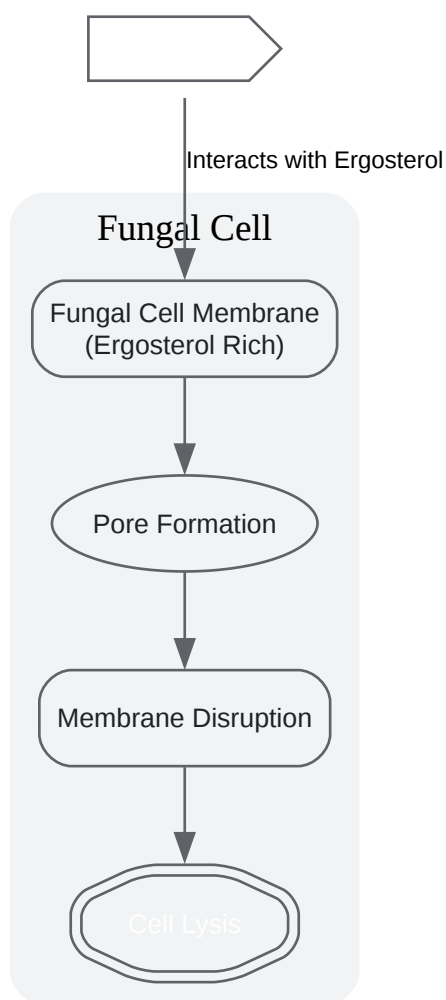 Interacts with Ergosterol
Fungal Cell
Fungal Cell Membrane
(Ergosterol Rich)
Pore Formation
Membrane Disruption
Cell Lysis